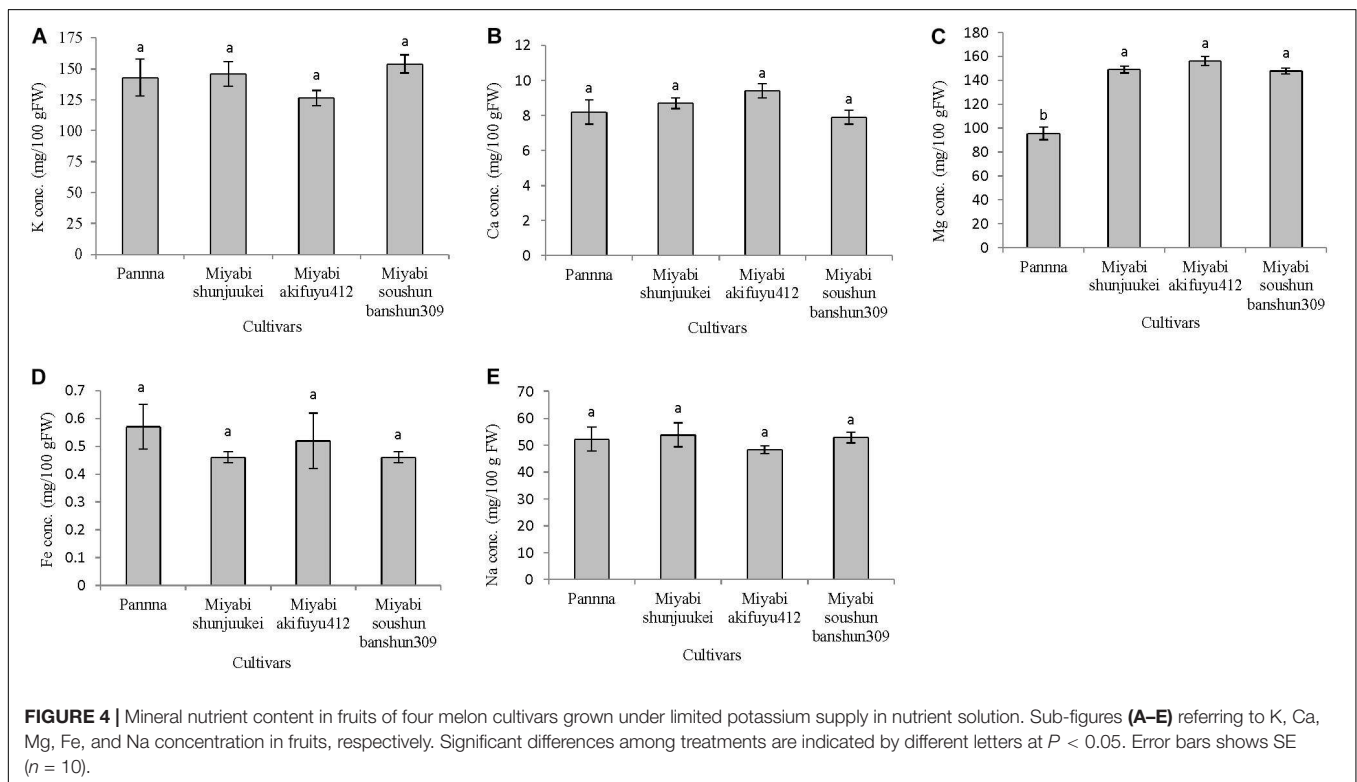 A
K conc. (mg/100 gFW)
175
150
125
100
75
50
25
0
a
a
a
a
Pannna
Miyabi shunjuukei
Miyabi akifuyu412
Miyabi soushun banshun309
Cultivars
B
Ca conc. (mg/100 gFW)
12
10
8
6
4
2
0
a
a
a
a
Pannna
Miyabi shunjuukei
Miyabi akifuyu412
Miyabi soushun banshun309
Cultivars
C
Mg conc. (mg/100 gFW)
180
160
140
120
100
80
60
40
20
0
b
a
a
a
Pannna
Miyabi shunjuukei
Miyabi akifuyu412
Miyabi soushun banshun309
Cultivars
D
Fe conc. (mg/100 gFW)
0.7
0.6
0.5
0.4
0.3
0.2
0.1
0
a
a
a
a
Pannna
Miyabi shunjuukei
Miyabi akifuyu412
Miyabi soushun banshun309
Cultivars
E
Na conc. (mg/100 g FW)
70
60
50
40
30
20
10
0
a
a
a
a
Pannna
Miyabi shunjuukei
Miyabi akifuyu412
Miyabi soushun banshun309
Cultivars
FIGURE 4 | Mineral nutrient content in fruits of four melon cultivars grown under limited potassium supply in nutrient solution. Sub-figures (A–E) referring to K, Ca,
Mg, Fe, and Na concentration in fruits, respectively. Significant differences among treatments are indicated by different letters at P < 0.05. Error bars shows SE
(n = 10).